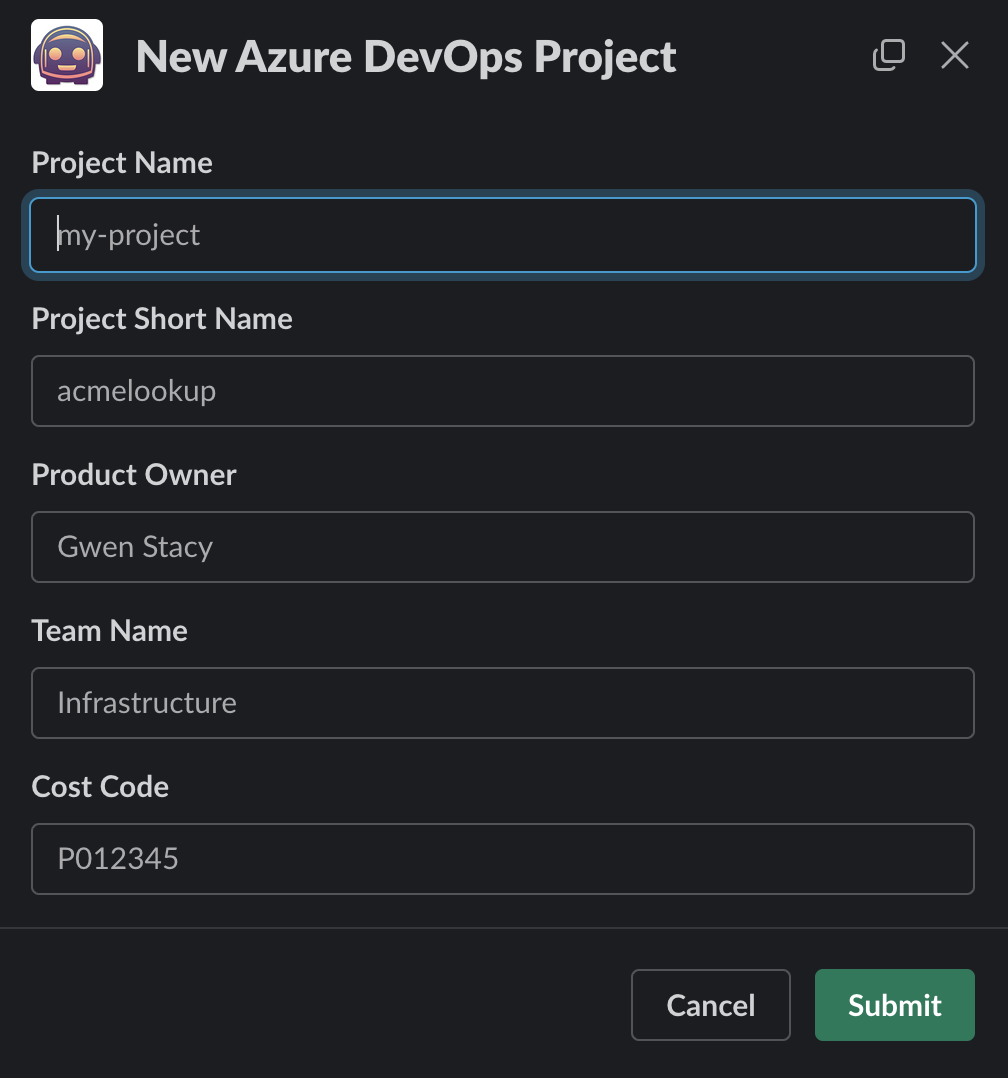 New Azure DevOps Project
Project Name
my-project
Project Short Name
acmelookup
Product Owner
Gwen Stacy
Team Name
Infrastructure
Cost Code
P012345
Cancel
Submit